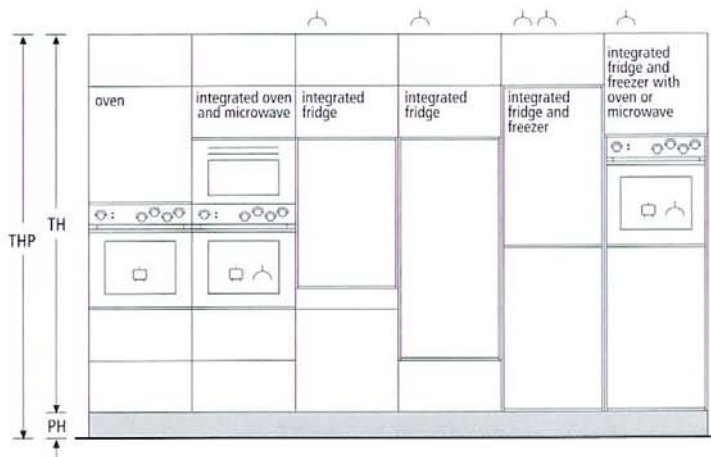 oven
integrated oven
and microwave
integrated
fridge
integrated
fridge
integrated
fridge and
freezer
integrated
fridge and
freezer with
oven or
microwave
THP
TH
PH